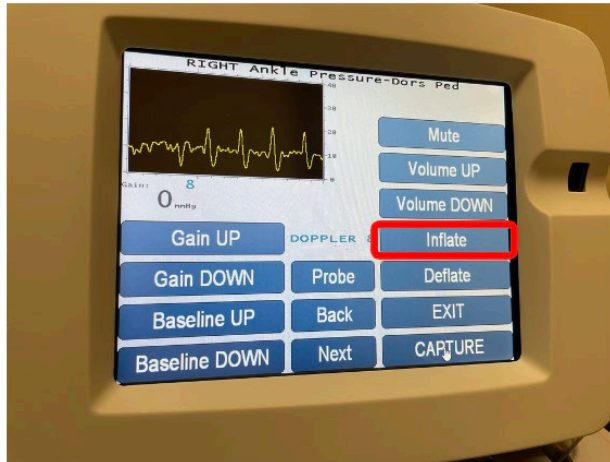 RIGHT Ankle Pressure-Dors Ped
40
30
20
10
0
Mute
Gain:
8
Volume UP
0 mmHg
Volume DOWN
Gain UP
DOPPLER 8
Inflate
Gain DOWN
Probe
Deflate
Baseline UP
Back
EXIT
Baseline DOWN
Next
CAPTURE